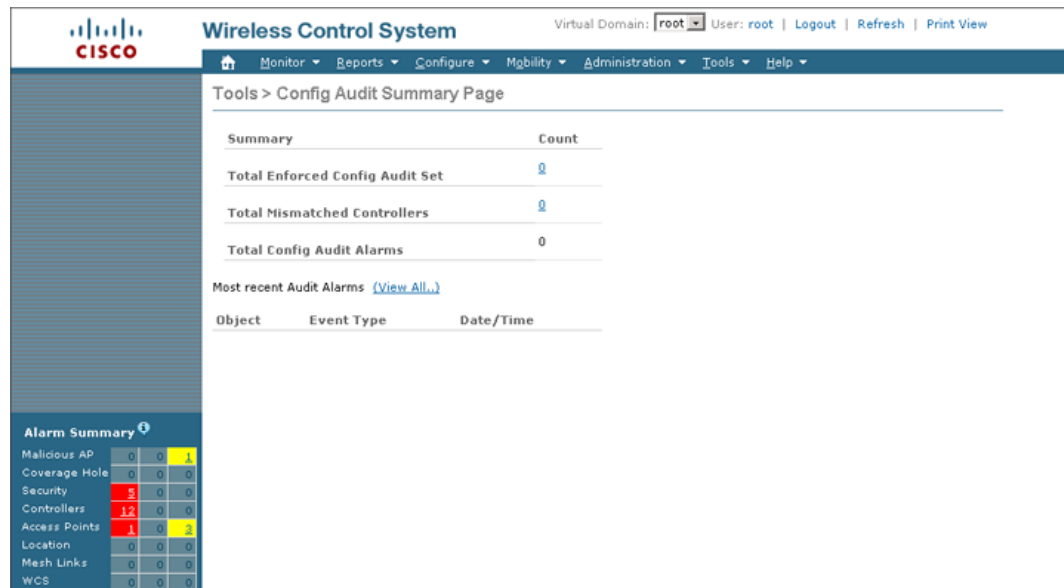 CISCO
Wireless Control System
Virtual Domain: root User: root | Logout | Refresh | Print View
Monitor Reports Configure Mobility Administration Tools Help
Tools > Config Audit Summary Page
Summary Count
Total Enforced Config Audit Set 0
Total Mismatched Controllers 0
Total Config Audit Alarms 0
Most recent Audit Alarms (View All..)
Object Event Type Date/Time
Alarm Summary
Malicious AP 0 0 1
Coverage Hole 0 0 0
Security 5 0 0
Controllers 12 0 0
Access Points 1 0 3
Location 0 0 0
Mesh Links 0 0 0
WCS 0 0 0